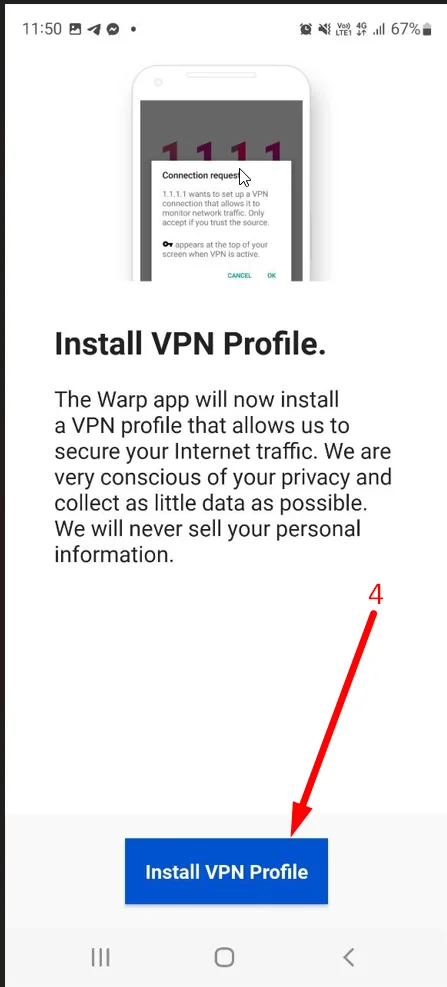 11:50 Vo)) LTE1 4G 67%
1.1.1.1
Connection request
1.1.1.1 wants to set up a VPN
connection that allows it to
monitor network traffic. Only
accept if you trust the source.
appears at the top of your
screen when VPN is active.
CANCEL OK
Install VPN Profile.
The Warp app will now install
a VPN profile that allows us to
secure your Internet traffic. We are
very conscious of your privacy and
collect as little data as possible.
We will never sell your personal
information.
4
Install VPN Profile